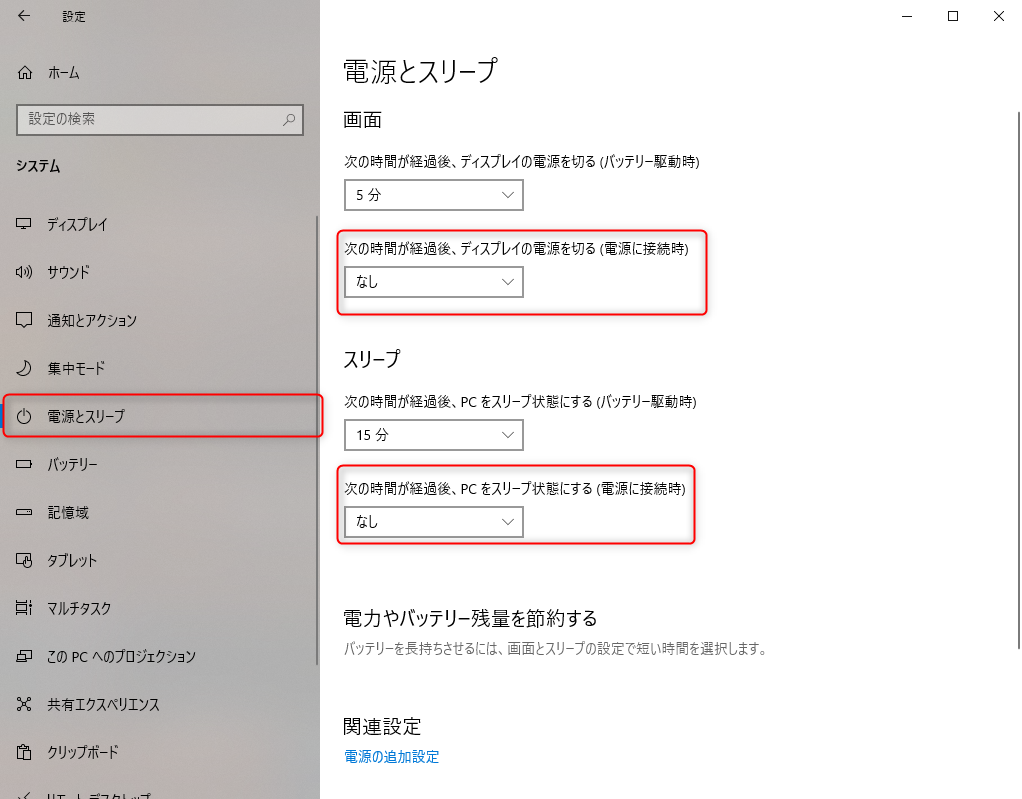 設定
ホーム
設定の検索
システム
ディスプレイ
サウンド
通知とアクション
集中モード
電源とスリープ
バッテリー
記憶域
タブレット
マルチタスク
この PC へのプロジェクション
共有エクスペリエンス
クリップボード
リモート デスクトップ
電源とスリープ
画面
次の時間が経過後、ディスプレイの電源を切る (バッテリー駆動時)
5 分
次の時間が経過後、ディスプレイの電源を切る (電源に接続時)
なし
スリープ
次の時間が経過後、PC をスリープ状態にする (バッテリー駆動時)
15 分
次の時間が経過後、PC をスリープ状態にする (電源に接続時)
なし
電力やバッテリー残量を節約する
バッテリーを長持ちさせるには、画面とスリープの設定で短い時間を選択します。
関連設定
電源の追加設定